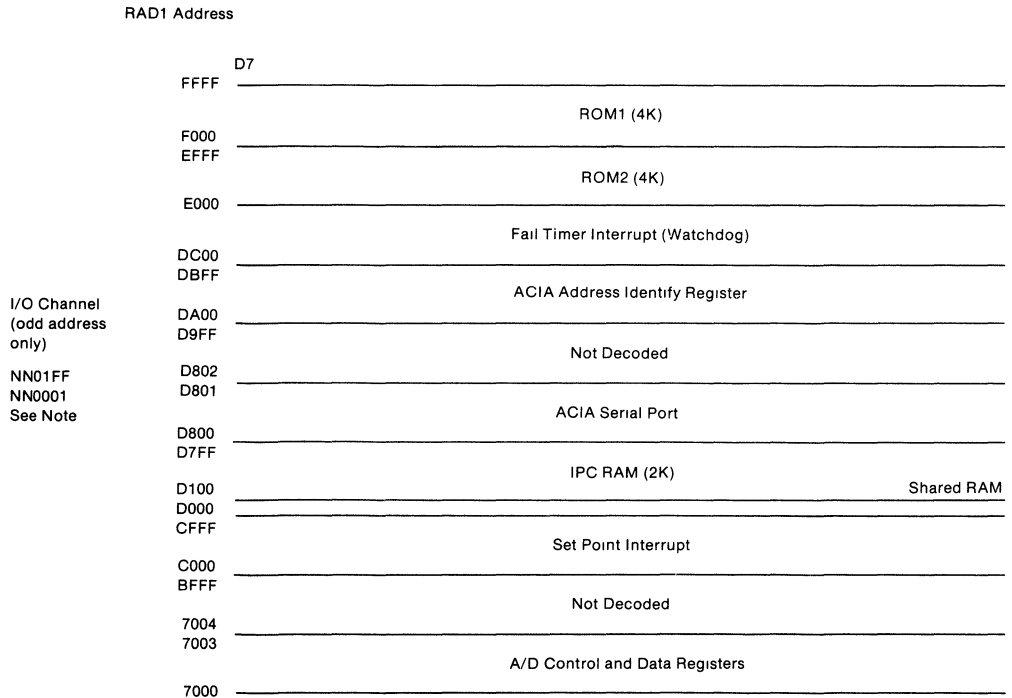 RAD1 Address
D7
FFFF
ROM1 (4K)
F000
EFFF
ROM2 (4K)
E000
Fail Timer Interrupt (Watchdog)
DC00
DBFF
ACIA Address Identify Register
DA00
D9FF
Not Decoded
D802
D801
ACIA Serial Port
D800
D7FF
IPC RAM (2K)
D100
Shared RAM
D000
CFFF
Set Point Interrupt
C000
BFFF
Not Decoded
7004
7003
A/D Control and Data Registers
7000
I/O Channel
(odd address
only)
NN01FF
NN0001
See Note